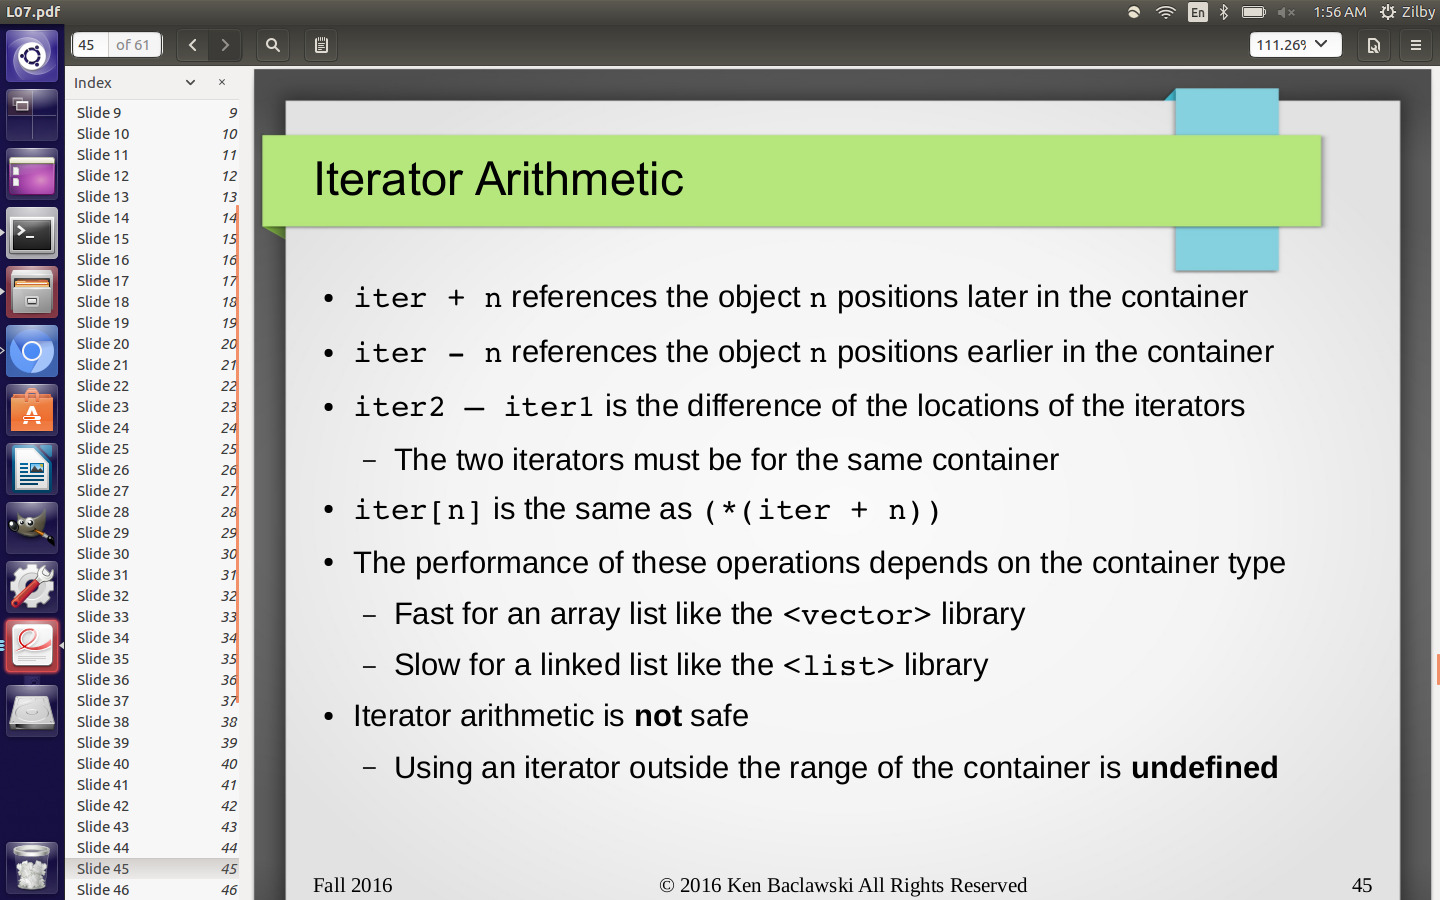 L07.pdf
En
1:56 AM
Zilby
45
of 61
111.26%
Index
Slide 9 9
Slide 10 10
Slide 11 11
Slide 12 12
Slide 13 13
Slide 14 14
Slide 15 15
Slide 16 16
Slide 17 17
Slide 18 18
Slide 19 19
Slide 20 20
Slide 21 21
Slide 22 22
Slide 23 23
Slide 24 24
Slide 25 25
Slide 26 26
Slide 27 27
Slide 28 28
Slide 29 29
Slide 30 30
Slide 31 31
Slide 32 32
Slide 33 33
Slide 34 34
Slide 35 35
Slide 36 36
Slide 37 37
Slide 38 38
Slide 39 39
Slide 40 40
Slide 41 41
Slide 42 42
Slide 43 43
Slide 44 44
Slide 45 45
Slide 46 46
Iterator Arithmetic
• iter + n references the object n positions later in the container
• iter - n references the object n positions earlier in the container
• iter2 – iter1 is the difference of the locations of the iterators
– The two iterators must be for the same container
• iter[n] is the same as (*(iter + n))
• The performance of these operations depends on the container type
– Fast for an array list like the <vector> library
– Slow for a linked list like the <list> library
• Iterator arithmetic is not safe
– Using an iterator outside the range of the container is undefined
Fall 2016
© 2016 Ken Baclawski All Rights Reserved
45